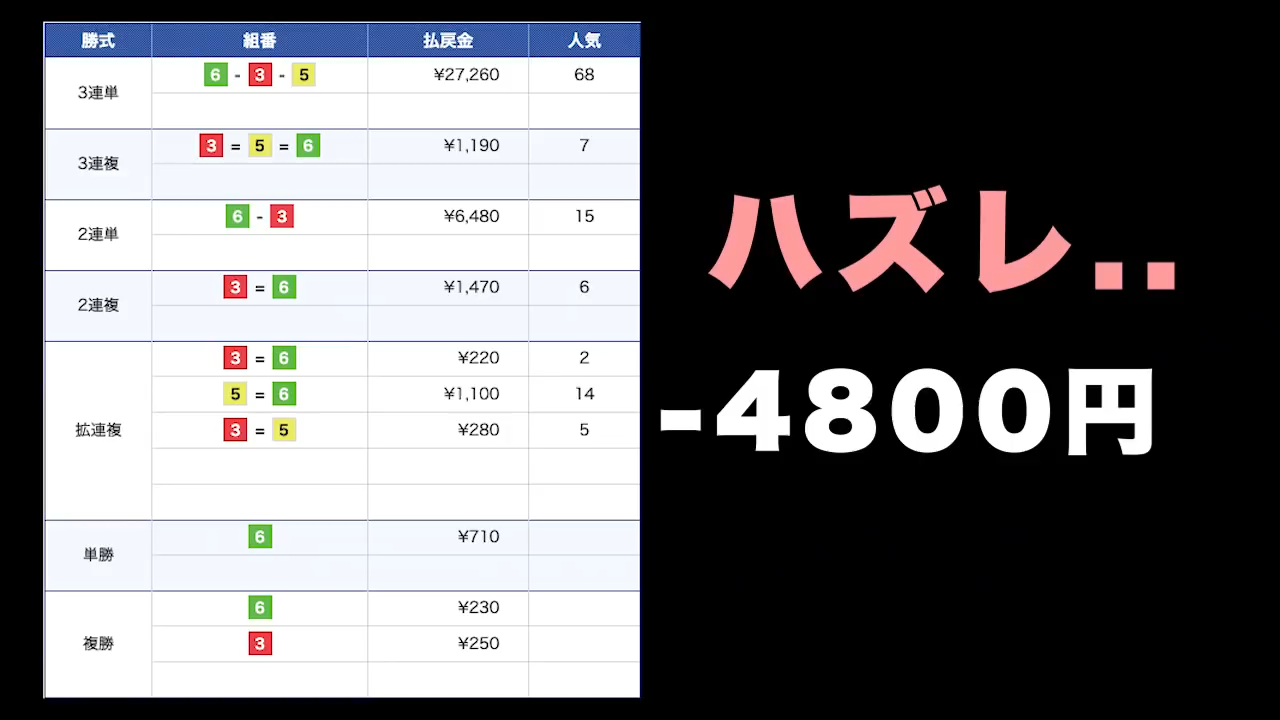 勝式 組番 払戻金 人気
3連単 6 - 3 - 5 ¥27,260 68
3連複 3 = 5 = 6 ¥1,190 7
2連単 6 - 3 ¥6,480 15
2連複 3 = 6 ¥1,470 6
拡連複 3 = 6 ¥220 2
5 = 6 ¥1,100 14
3 = 5 ¥280 5
単勝 6 ¥710
複勝 6 ¥230
3 ¥250
ハズレ..
-4800円